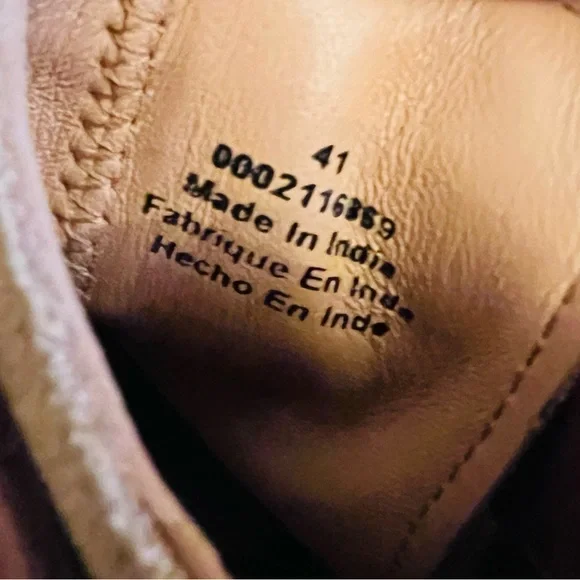 41
0002116869
Made In India
Fabrique En Inde
Hecho En Inde